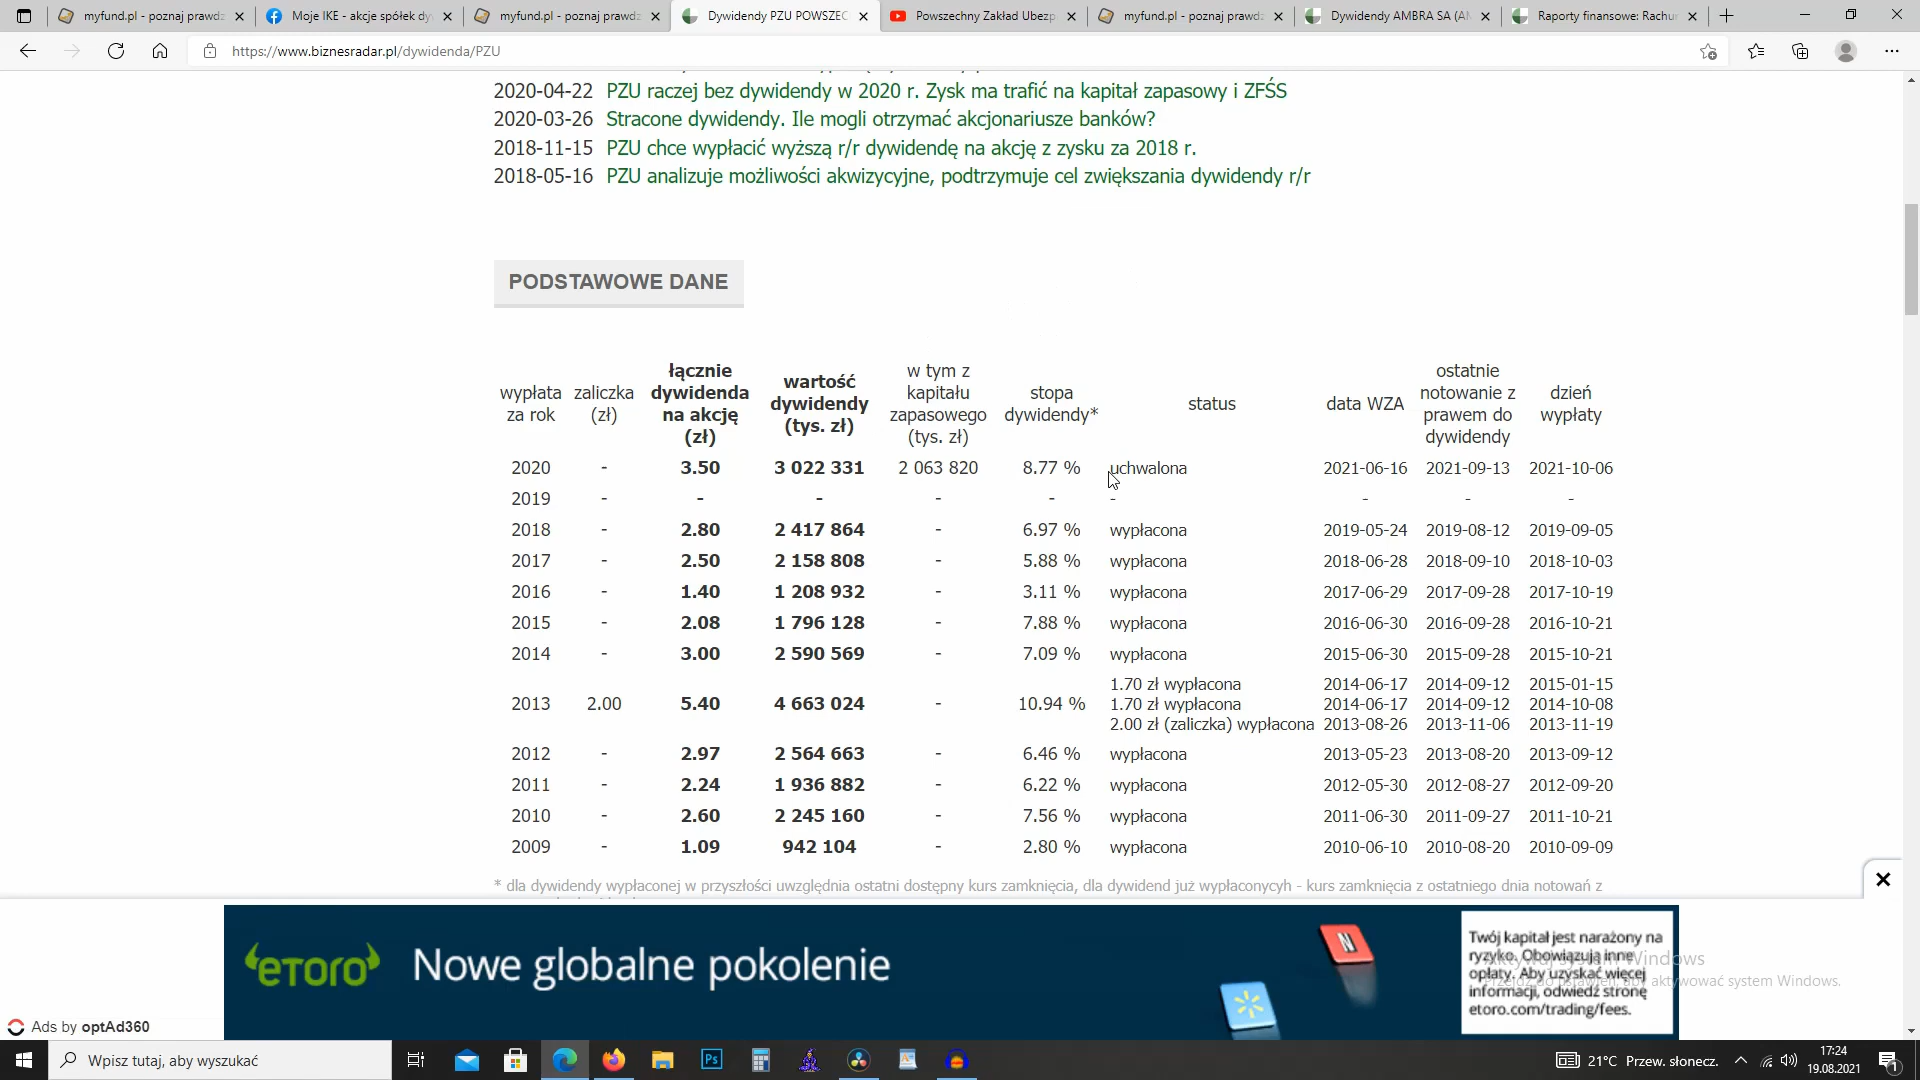 myfund.pl - poznaj prawdz
Moje IKE - akcje spółek dy
myfund.pl - poznaj prawdz
Dywidendy PZU POWSZEC
Powszechny Zakład Ubezp
myfund.pl - poznaj prawdz
Dywidendy AMBRA SA (A
Raporty finansowe: Rachu
https://www.biznesradar.pl/dywidenda/PZU
2020-04-22 PZU raczej bez dywidendy w 2020 r. Zysk ma trafić na kapitał zapasowy i ZFŚS
2020-03-26 Stracone dywidendy. Ile mogli otrzymać akcjonariusze banków?
2018-11-15 PZU chce wypłacić wyższą r/r dywidendę na akcję z zysku za 2018 r.
2018-05-16 PZU analizuje możliwości akwizycyjne, podtrzymuje cel zwiększania dywidendy r/r
PODSTAWOWE DANE
wypłata
za rok
zaliczka
(zł)
łącznie
dywidenda
na akcję
(zł)
wartość
dywidendy
(tys. zł)
w tym z
kapitału
zapasowego
(tys. zł)
stopa
dywidendy*
status
data WZA
ostatnie
notowanie z
prawem do
dywidendy
dzień
wypłaty
2020 - 3.50 3 022 331 2 063 820 8.77 % uchwalona 2021-06-16 2021-09-13 2021-10-06
2019 - - - - - - - - -
2018 - 2.80 2 417 864 - 6.97 % wypłacona 2019-05-24 2019-08-12 2019-09-05
2017 - 2.50 2 158 808 - 5.88 % wypłacona 2018-06-28 2018-09-10 2018-10-03
2016 - 1.40 1 208 932 - 3.11 % wypłacona 2017-06-29 2017-09-28 2017-10-19
2015 - 2.08 1 796 128 - 7.88 % wypłacona 2016-06-30 2016-09-28 2016-10-21
2014 - 3.00 2 590 569 - 7.09 % wypłacona 2015-06-30 2015-09-28 2015-10-21
1.70 zł wypłacona 2014-06-17 2014-09-12 2015-01-15
2013 2.00 5.40 4 663 024 - 10.94 % 1.70 zł wypłacona 2014-06-17 2014-09-12 2014-10-08
2.00 zł (zaliczka) wypłacona 2013-08-26 2013-11-06 2013-11-19
2012 - 2.97 2 564 663 - 6.46 % wypłacona 2013-05-23 2013-08-20 2013-09-12
2011 - 2.24 1 936 882 - 6.22 % wypłacona 2012-05-30 2012-08-27 2012-09-20
2010 - 2.60 2 245 160 - 7.56 % wypłacona 2011-06-30 2011-09-27 2011-10-21
2009 - 1.09 942 104 - 2.80 % wypłacona 2010-06-10 2010-08-20 2010-09-09
* dla dywidendy wypłaconej w przyszłości uwzględnia ostatni dostępny kurs zamknięcia, dla dywidend już wypłaconycyh - kurs zamknięcia z ostatniego dnia notowań z
eToro
Nowe globalne pokolenie
N
Twój kapitał jest narażony na
ryzyko. Obowiązują inne
opłaty. Aby uzyskać więcej
informacji, odwiedź stronę
etoro.com/trading/fees.
Aktywuj system Windows
Przejdź do ustawień, aby aktywować system Windows.
Ads by optAd360
Wpisz tutaj, aby wyszukać
Ps
21°C Przew. słonecz.
17:24
19.08.2021
1